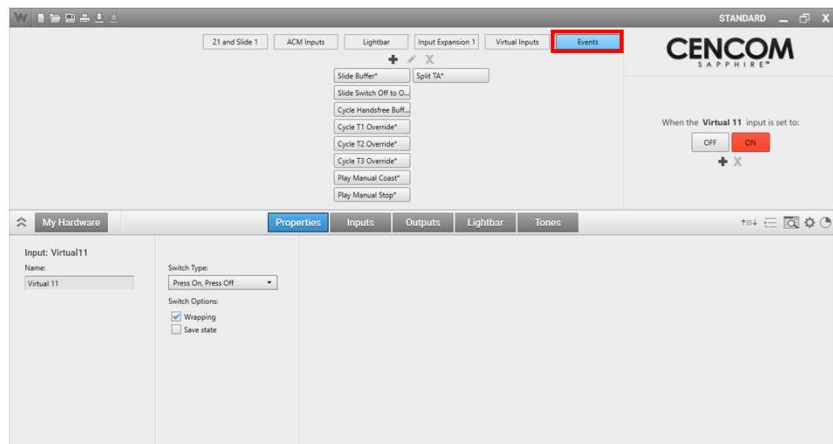 W STANDARD X
21 and Slide 1 ACM Inputs Lightbar Input Expansion 1 Virtual Inputs Events
CENCOM
SAPPHIRE™
X
Slide Buffer* Split TA*
Slide Switch Off to O...
Cycle Handsfree Buff...
Cycle T1 Override*
Cycle T2 Override*
Cycle T3 Override*
Play Manual Coast*
Play Manual Stop*
When the Virtual 11 input is set to:
OFF ON
X
My Hardware Properties Inputs Outputs Lightbar Tones
Input: Virtual11
Name:
Virtual 11
Switch Type:
Press On, Press Off
Switch Options:
Wrapping
Save state